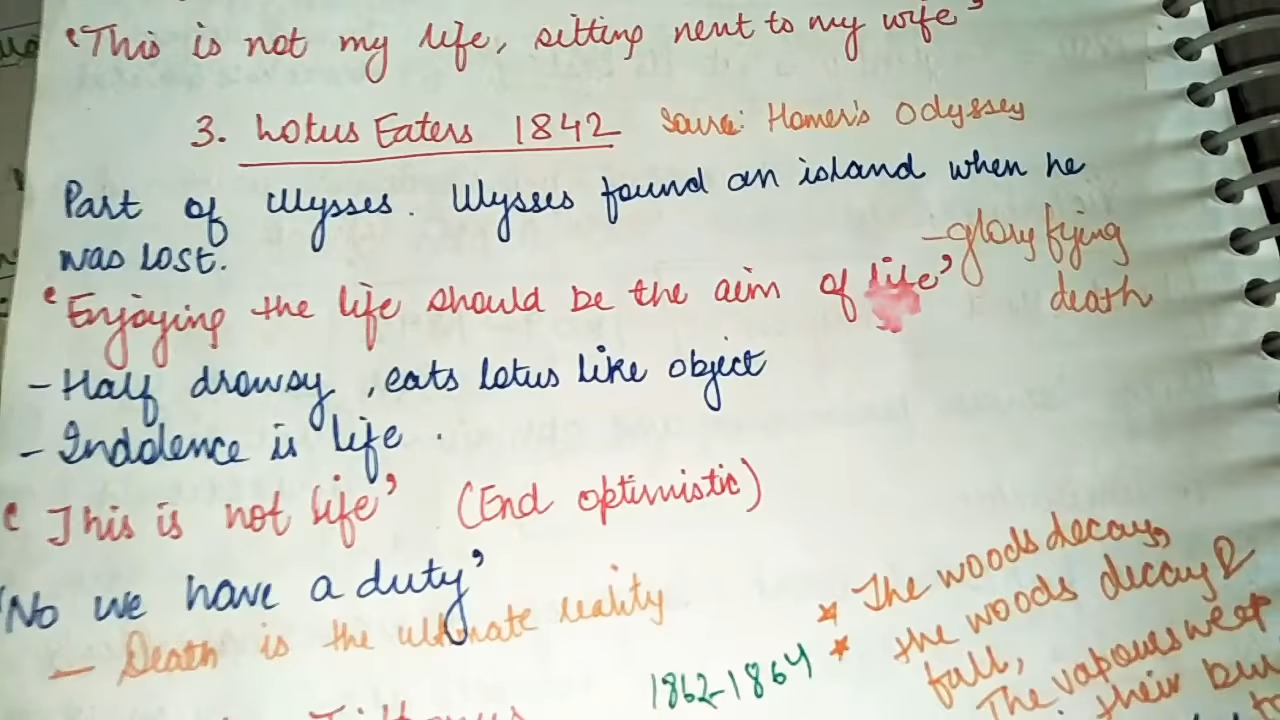 'This is not my life, sitting next to my wife'
3. Lotus Eaters 1842 Source: Homer's Odyssey
Part of Ulysses. Ulysses found an island when he
was lost.
-gloryfying
death
'Enjoying the life should be the aim of life'
- Half drowsy, eats lotus like object
- Indolence is life.
'This is not life' (End optimistic)
'No we have a duty'
- Death is the ultimate reality
* The woods decay,
* the woods decay &
fall,
The vapours weep
their bur
1862-1864